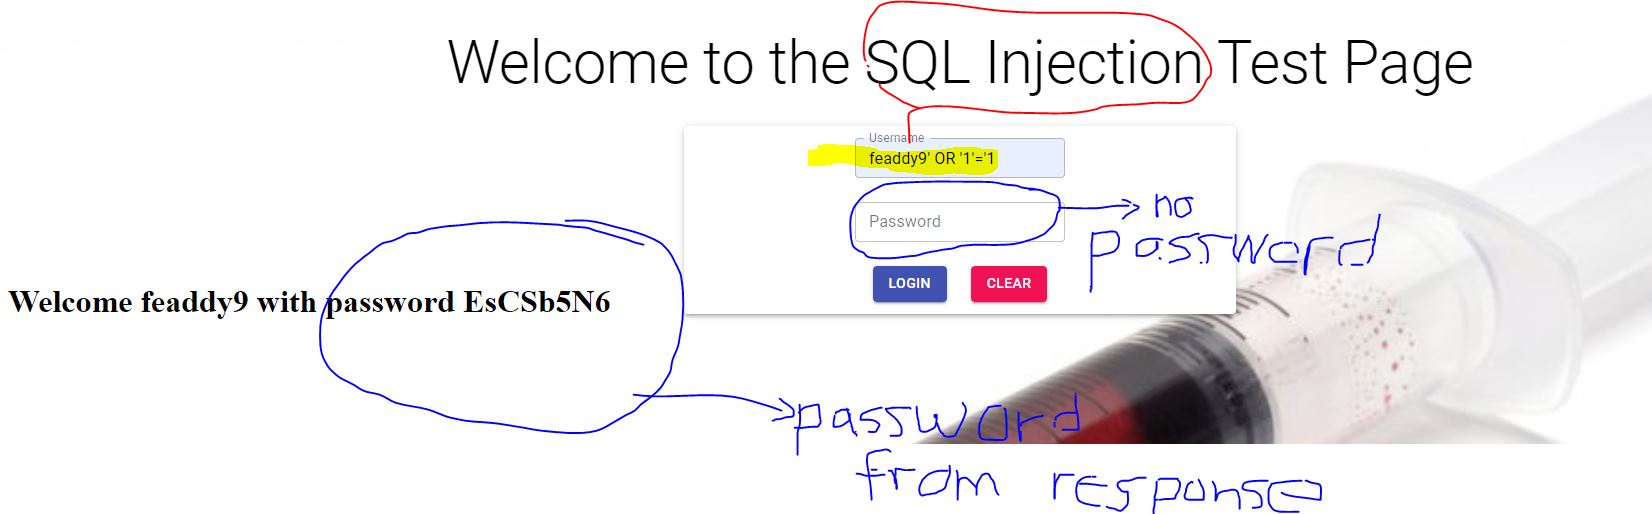 Welcome to the SQL Injection Test Page
Username
feaddy9' OR '1'='1
Password
no
password
LOGIN
CLEAR
Welcome feaddy9 with password EsCSb5N6
password
from response